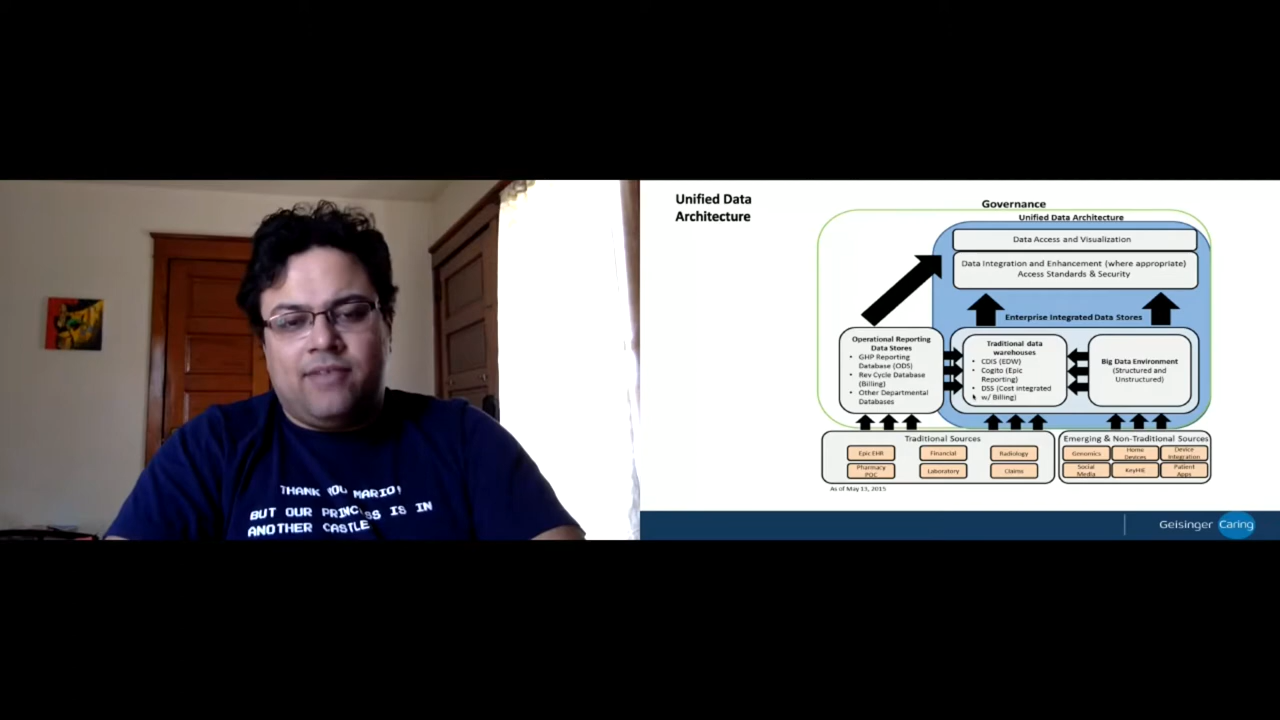 THANK YOU MARIO!
BUT OUR PRINCESS IS IN
ANOTHER CASTLE
Unified Data
Architecture
Governance
Unified Data Architecture
Data Access and Visualization
Data Integration and Enhancement (where appropriate)
Access Standards & Security
Enterprise Integrated Data Stores
Operational Reporting
Data Stores
• GHP Reporting
Database (ODS)
• Rev Cycle Database
(Billing)
• Other Departmental
Databases
Traditional data
warehouses
• CDIS (EDW)
• Cogito (Epic
Reporting)
• DSS (Cost integrated
w/ Billing)
Big Data Environment
(Structured and
Unstructured)
Traditional Sources
Epic EHR
Financial
Radiology
Pharmacy
POC
Laboratory
Claims
Emerging & Non-Traditional Sources
Genomics
Home
Devices
Device
Integration
Social
Media
KeyHIE
Patient
Apps
As of May 13, 2015
Geisinger Caring